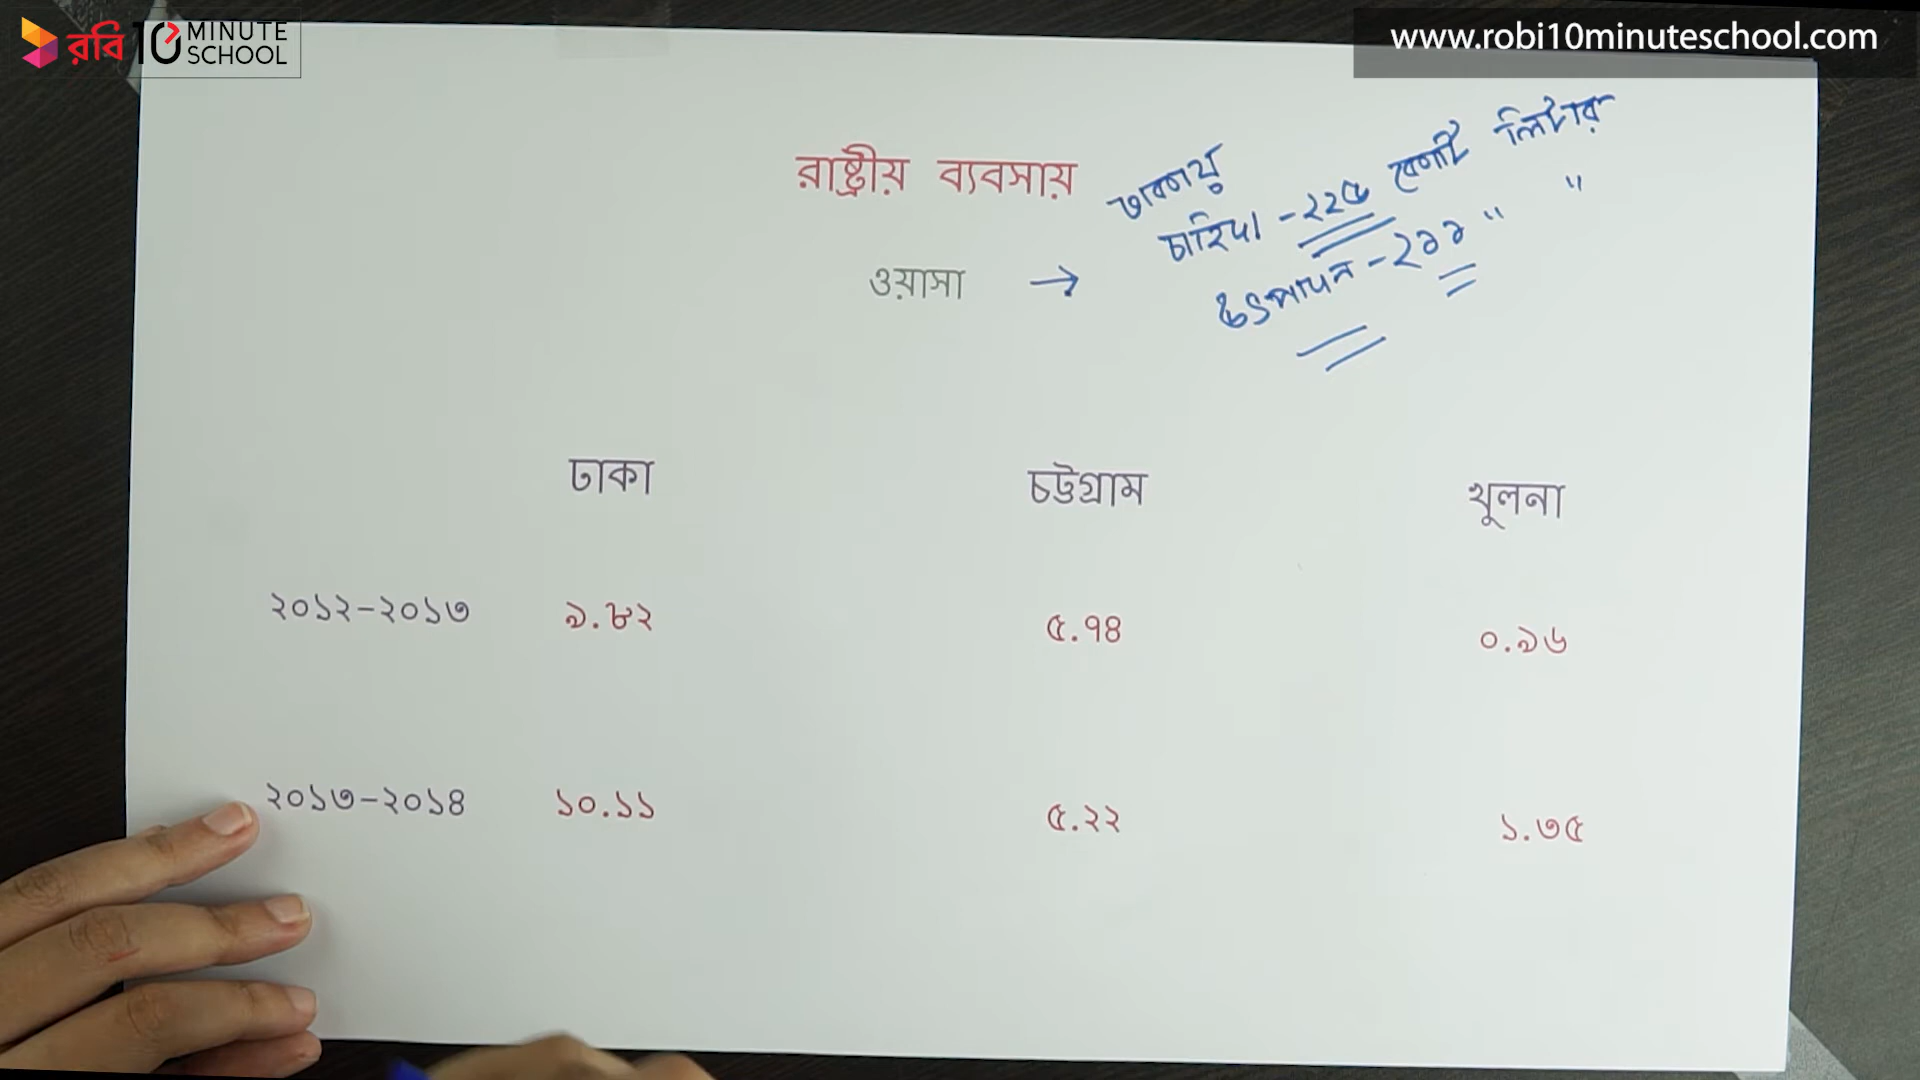 রবি 10 MINUTE SCHOOL
www.robi10minuteschool.com
রাষ্ট্রীয় ব্যবসায়
ঢাকায়
চাহিদা - ২২৫ কোটি লিটার
ওয়াসা →
উৎপাদন - ২১১ " "
ঢাকা চট্টগ্রাম খুলনা
২০১২-২০১৩ ৯.৮২ ৫.৭৪ ০.৯৬
২০১৩-২০১৪ ১০.১১ ৫.২২ ১.৩৫